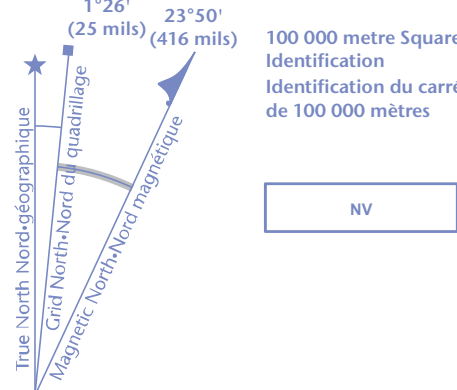 1°26'
(25 mils)
23°50'
(416 mils)
True North Nord•géographique
Grid North•Nord du quadrillage
Magnetic North•Nord magnétique
100 000 metre Square
Identification
Identification du carré
de 100 000 mètres
NV